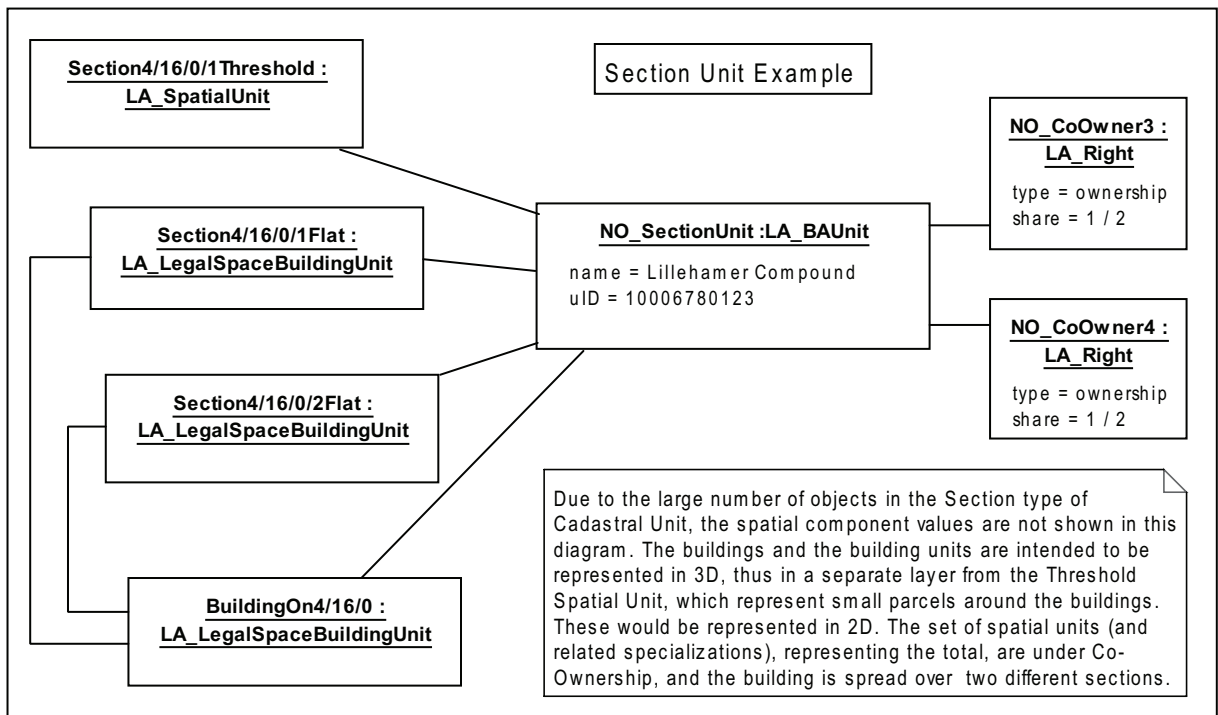 Section4/16/0/1Threshold :
LA_SpatialUnit
Section Unit Example
NO_CoOwner3 :
LA_Right
type = ownership
share = 1 / 2
Section4/16/0/1Flat :
LA_LegalSpaceBuildingUnit
NO_SectionUnit :LA_BAUnit
name = Lillehamer Compound
uID = 10006780123
NO_CoOwner4 :
LA_Right
type = ownership
share = 1 / 2
Section4/16/0/2Flat :
LA_LegalSpaceBuildingUnit
BuildingOn4/16/0 :
LA_LegalSpaceBuildingUnit
Due to the large number of objects in the Section type of
Cadastral Unit, the spatial component values are not shown in this
diagram. The buildings and the building units are intended to be
represented in 3D, thus in a separate layer from the Threshold
Spatial Unit, which represent small parcels around the buildings.
These would be represented in 2D. The set of spatial units (and
related specializations), representing the total, are under Co-
Ownership, and the building is spread over two different sections.